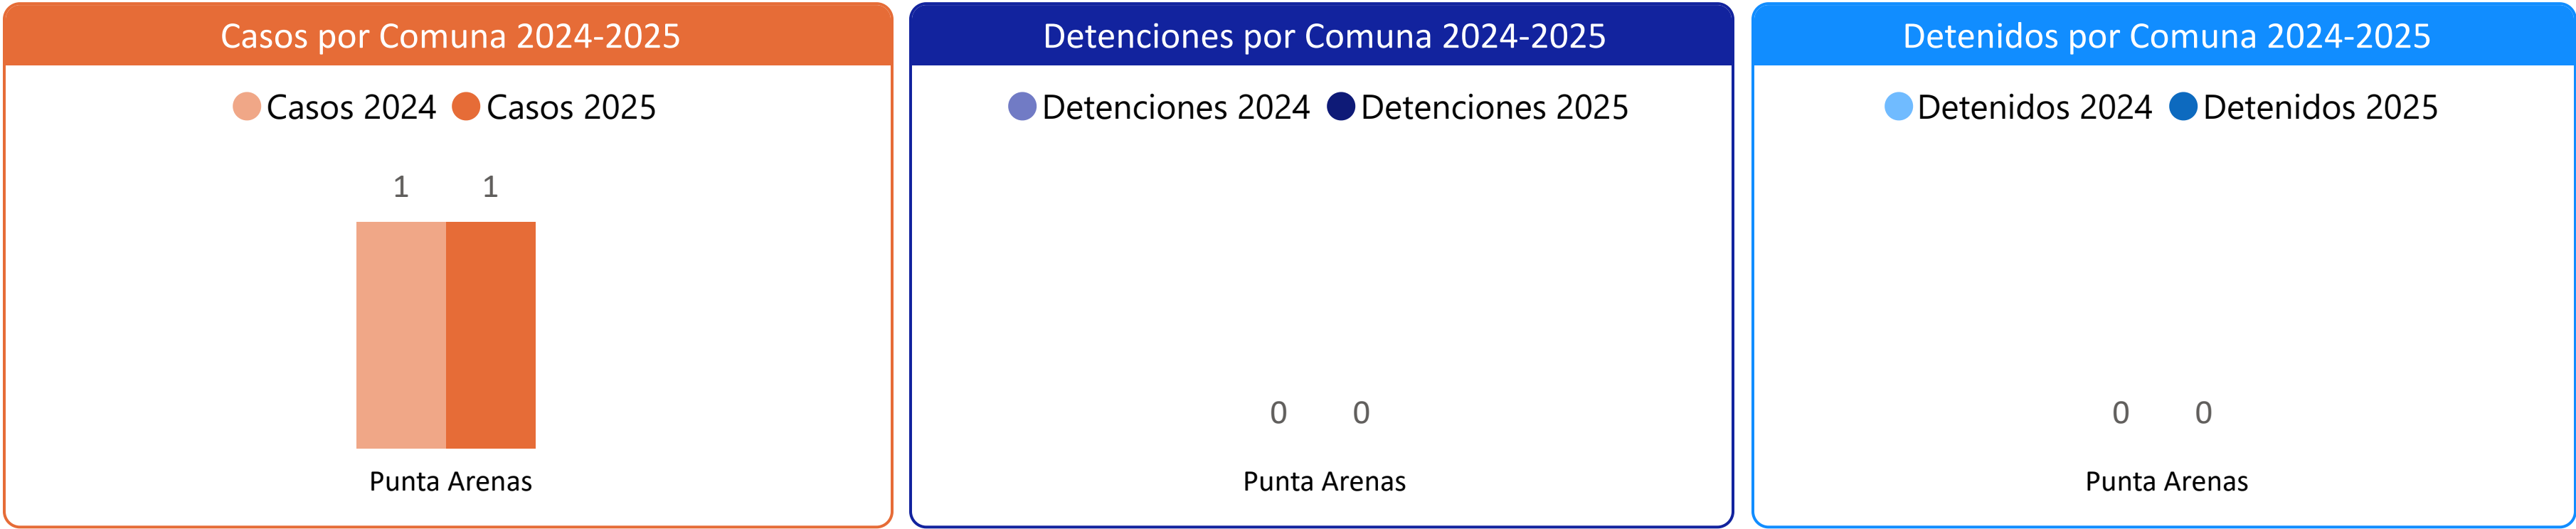 Casos por Comuna 2024-2025
Casos 2024 Casos 2025
1 1
Punta Arenas
Detenciones por Comuna 2024-2025
Detenciones 2024 Detenciones 2025
0 0
Punta Arenas
Detenidos por Comuna 2024-2025
Detenidos 2024 Detenidos 2025
0 0
Punta Arenas